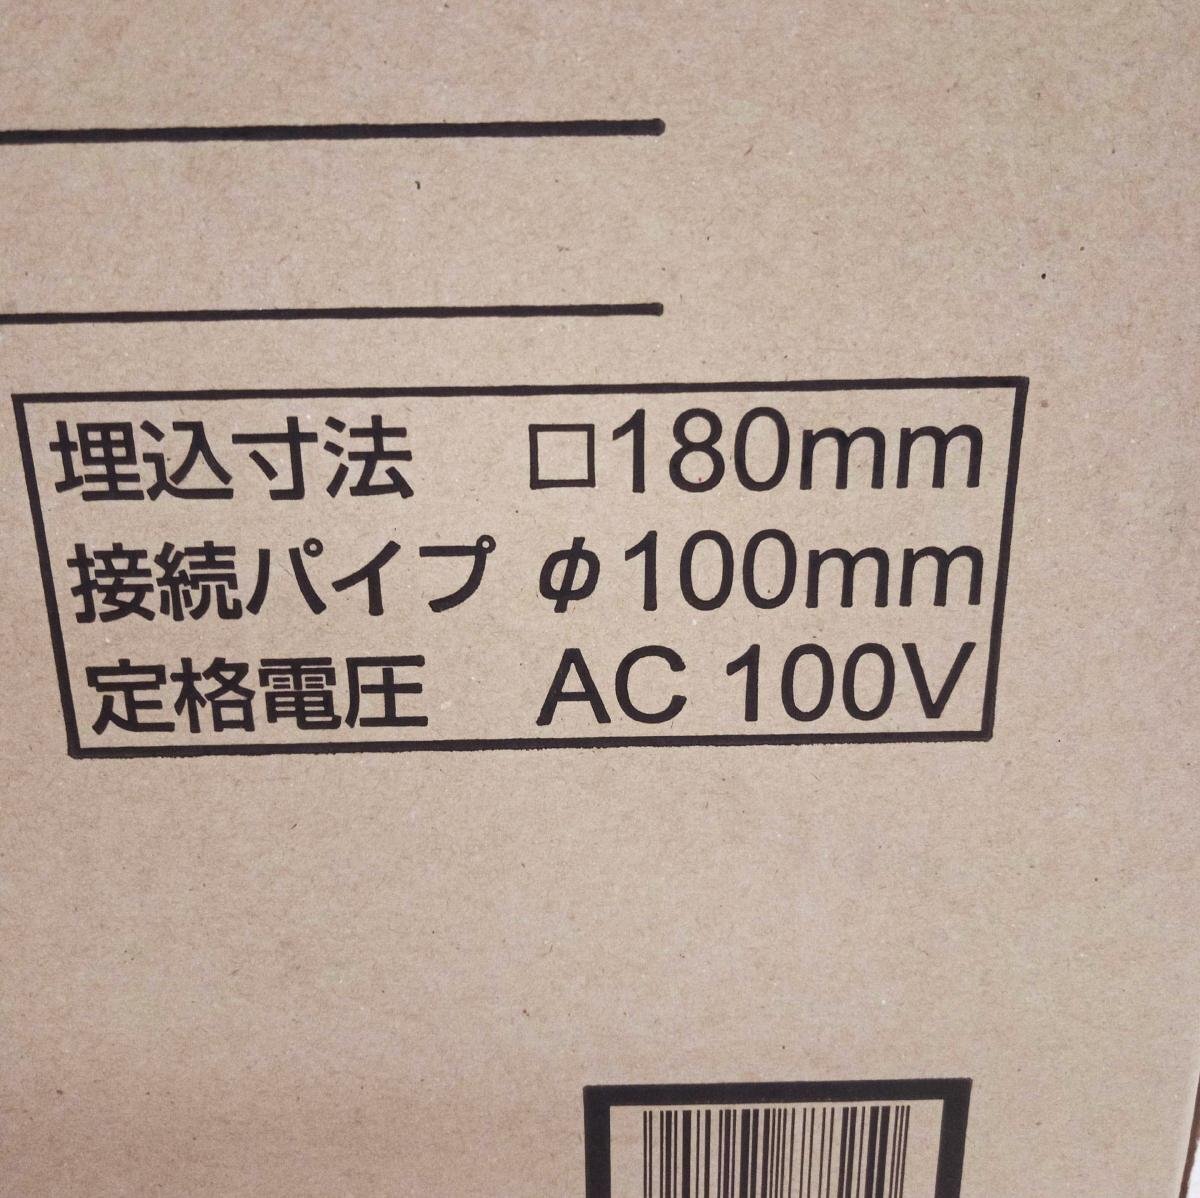 埋込寸法 □180mm
接続パイプ φ100mm
定格電圧 AC 100V